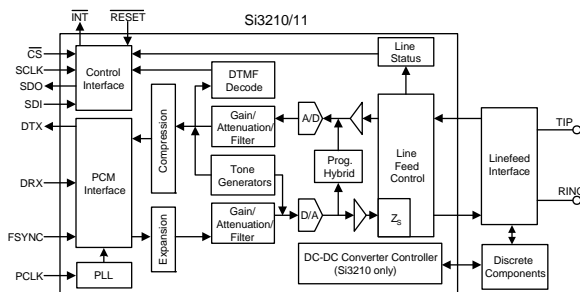 INT
RESET
Si3210/11
CS
SCLK
SDO
SDI
DTX
DRX
FSYNC
PCLK
Control
Interface
PCM
Interface
PLL
Compression
Expansion
DTMF
Decode
Gain/
Attenuation/
Filter
Tone
Generators
Gain/
Attenuation/
Filter
A/D
D/A
Prog.
Hybrid
Line
Status
Line
Feed
Control
ZS
DC-DC Converter Controller
(Si3210 only)
Linefeed
Interface
Discrete
Components
TIP
RING